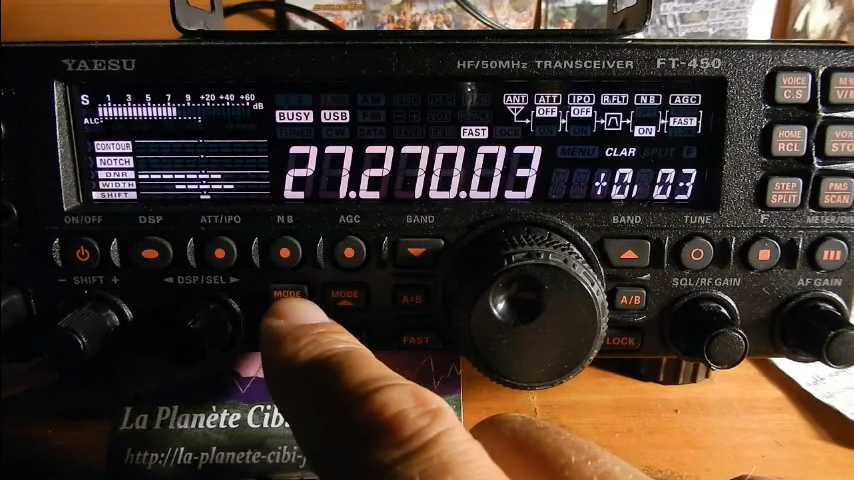 YAESU HF/50MHz TRANSCEIVER FT-450
S 1 3 5 7 9 +20 +40 +60 dB
ALC
BUSY USB
FAST
ANT ATT IPO R.FLT NB AGC
OFF OFF FAST
ON ON ON
MENU CLAR SPLIT F
CONTOUR
NOTCH
DNR
WIDTH
SHIFT
27.270.03
+0.03
VOICE C.S
HOME RCL
STEP SPLIT
PMS SCAN
ON/OFF DSP ATT/IPO NB AGC BAND BAND TUNE F METER/DIM
− SHIFT + ◄ DSP/SEL ► MODE MODE A=B A/B SQL/RF GAIN AF GAIN
FAST LOCK
La Planète Cibi
http://la-planete-cibi-